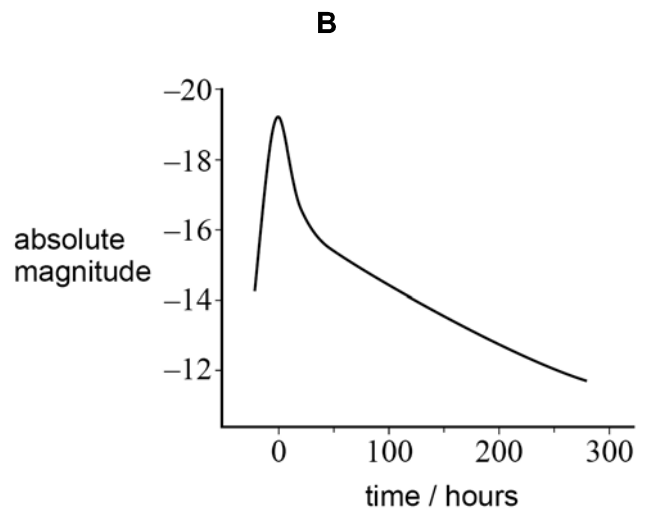 B
–20
–18
–16
absolute
magnitude
–14
–12
0 100 200 300
time / hours